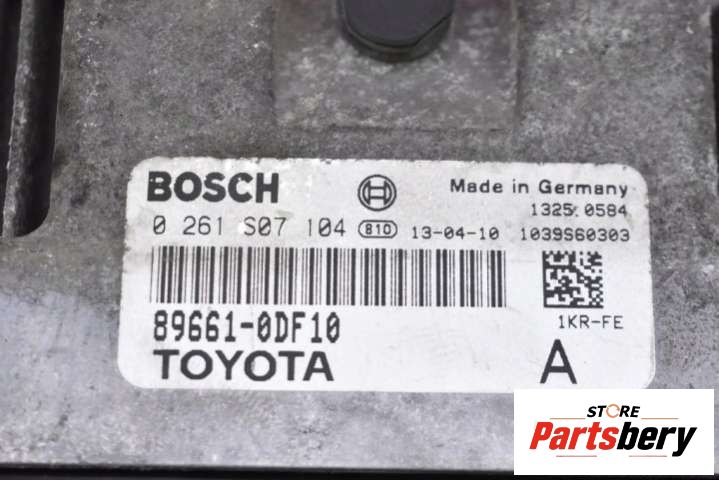 BOSCH
Made in Germany
1325.0584
0 261 S07 104 810 13-04-10 1039S60303
89661-0DF10
1KR-FE
TOYOTA
A
STORE
Partsbery